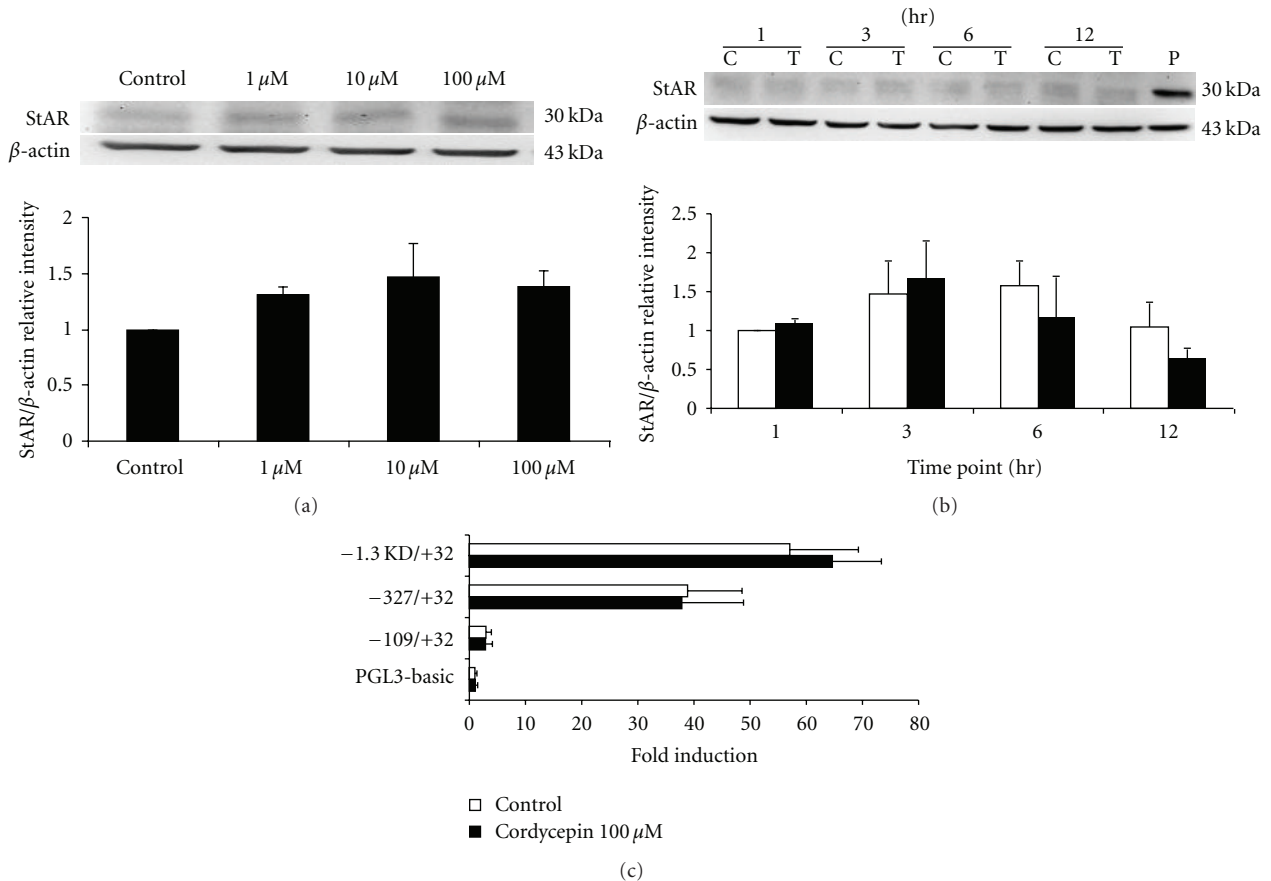 Control 1 μM 10 μM 100 μM
StAR 30 kDa
β-actin 43 kDa
StAR/β-actin relative intensity
2
1.5
1
0.5
0
Control 1 μM 10 μM 100 μM
(a)
(hr)
1 3 6 12
C T C T C T C T P
StAR 30 kDa
β-actin 43 kDa
StAR/β-actin relative intensity
2.5
2
1.5
1
0.5
0
1 3 6 12
Time point (hr)
(b)
−1.3 KD/+32
−327/+32
−109/+32
PGL3-basic
0 10 20 30 40 50 60 70 80
Fold induction
Control
Cordycepin 100 μM
(c)